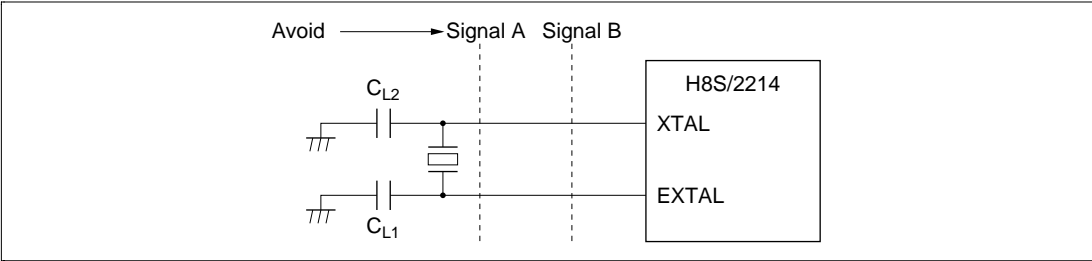 Avoid Signal A Signal B
H8S/2214
CL2
XTAL
EXTAL
CL1